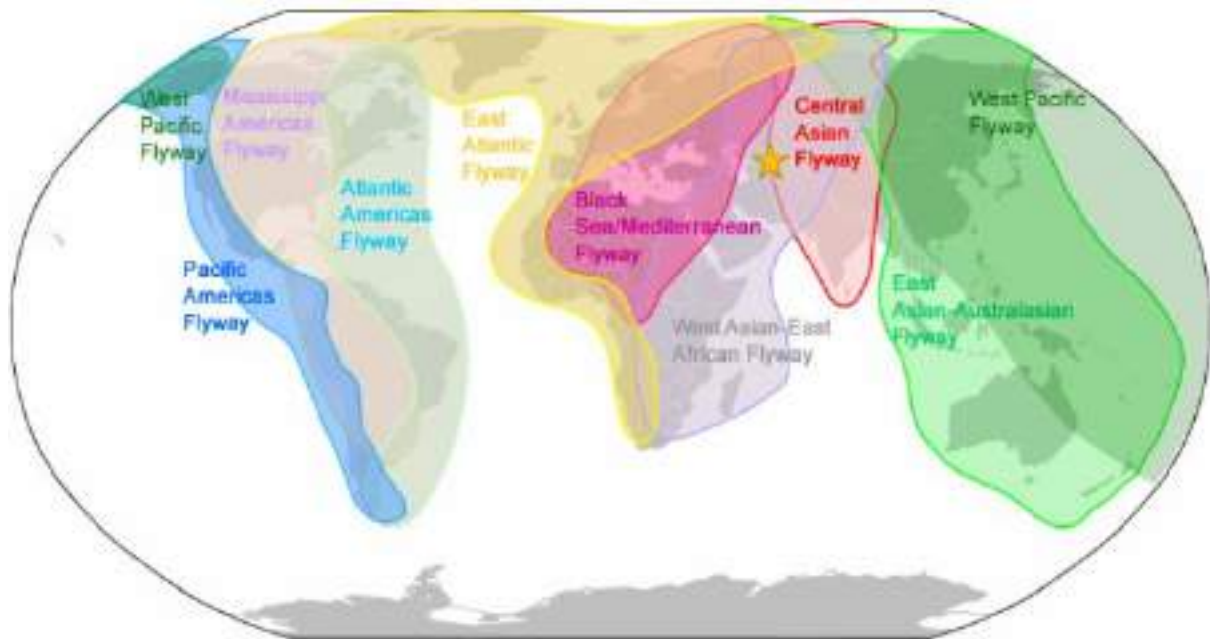 West
Pacific
Flyway
Mississippi
Americas
Flyway
East
Atlantic
Flyway
Central
Asian
Flyway
West Pacific
Flyway
Atlantic
Americas
Flyway
Black
Sea/Mediterranean
Flyway
Pacific
Americas
Flyway
East
Asian-Australasian
Flyway
West Asian-East
African Flyway